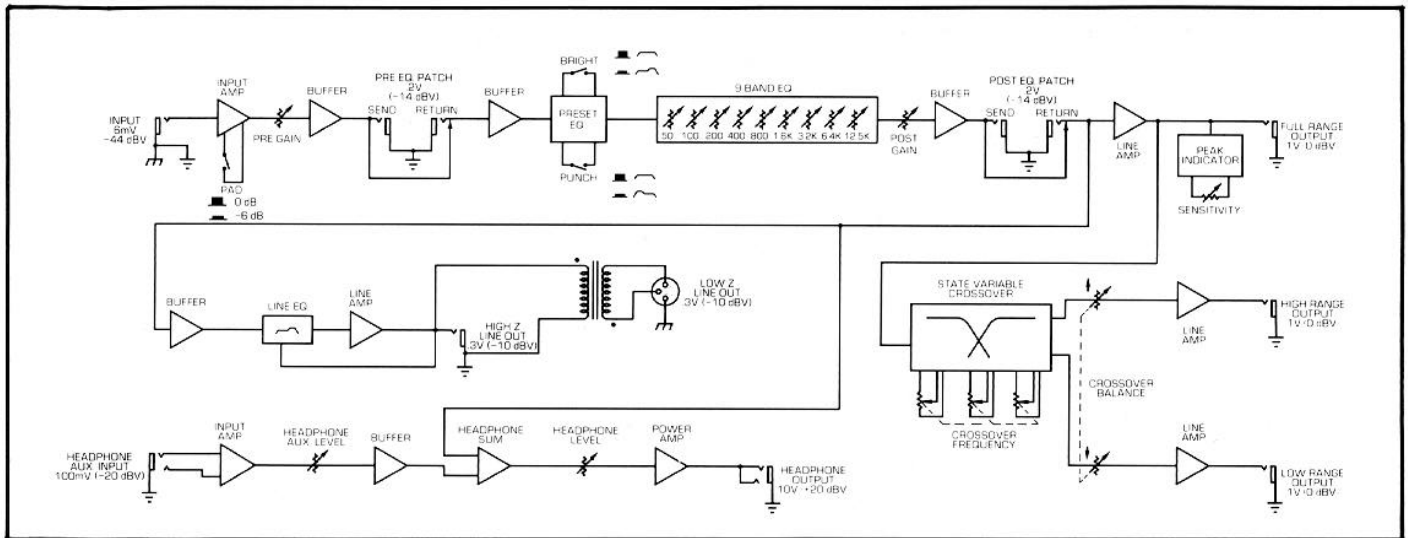 INPUT
6mV
-44 dBV
INPUT
AMP
PAD
0 dB
-6 dB
PRE GAIN
BUFFER
PRE EQ. PATCH
2V
(-14 dBV)
SEND
RETURN
BUFFER
BRIGHT
PRESET
EQ
PUNCH
9 BAND EQ
50 100 200 400 800 1.6K 3.2K 6.4K 12.5K
POST
GAIN
BUFFER
POST EQ. PATCH
2V
(-14 dBV)
SEND
RETURN
LINE
AMP
PEAK
INDICATOR
SENSITIVITY
FULL RANGE
OUTPUT
1V (0 dBV)
BUFFER
LINE EQ
LINE
AMP
HIGH Z
LINE OUT
.3V (-10 dBV)
LOW Z
LINE OUT
.3V (-10 dBV)
STATE VARIABLE
CROSSOVER
CROSSOVER
FREQUENCY
CROSSOVER
BALANCE
LINE
AMP
HIGH RANGE
OUTPUT
1V (0 dBV)
LINE
AMP
LOW RANGE
OUTPUT
1V (0 dBV)
HEADPHONE
AUX. INPUT
100mV (-20 dBV)
INPUT
AMP
HEADPHONE
AUX LEVEL
BUFFER
HEADPHONE
SUM
HEADPHONE
LEVEL
POWER
AMP
HEADPHONE
OUTPUT
10V +20 dBV